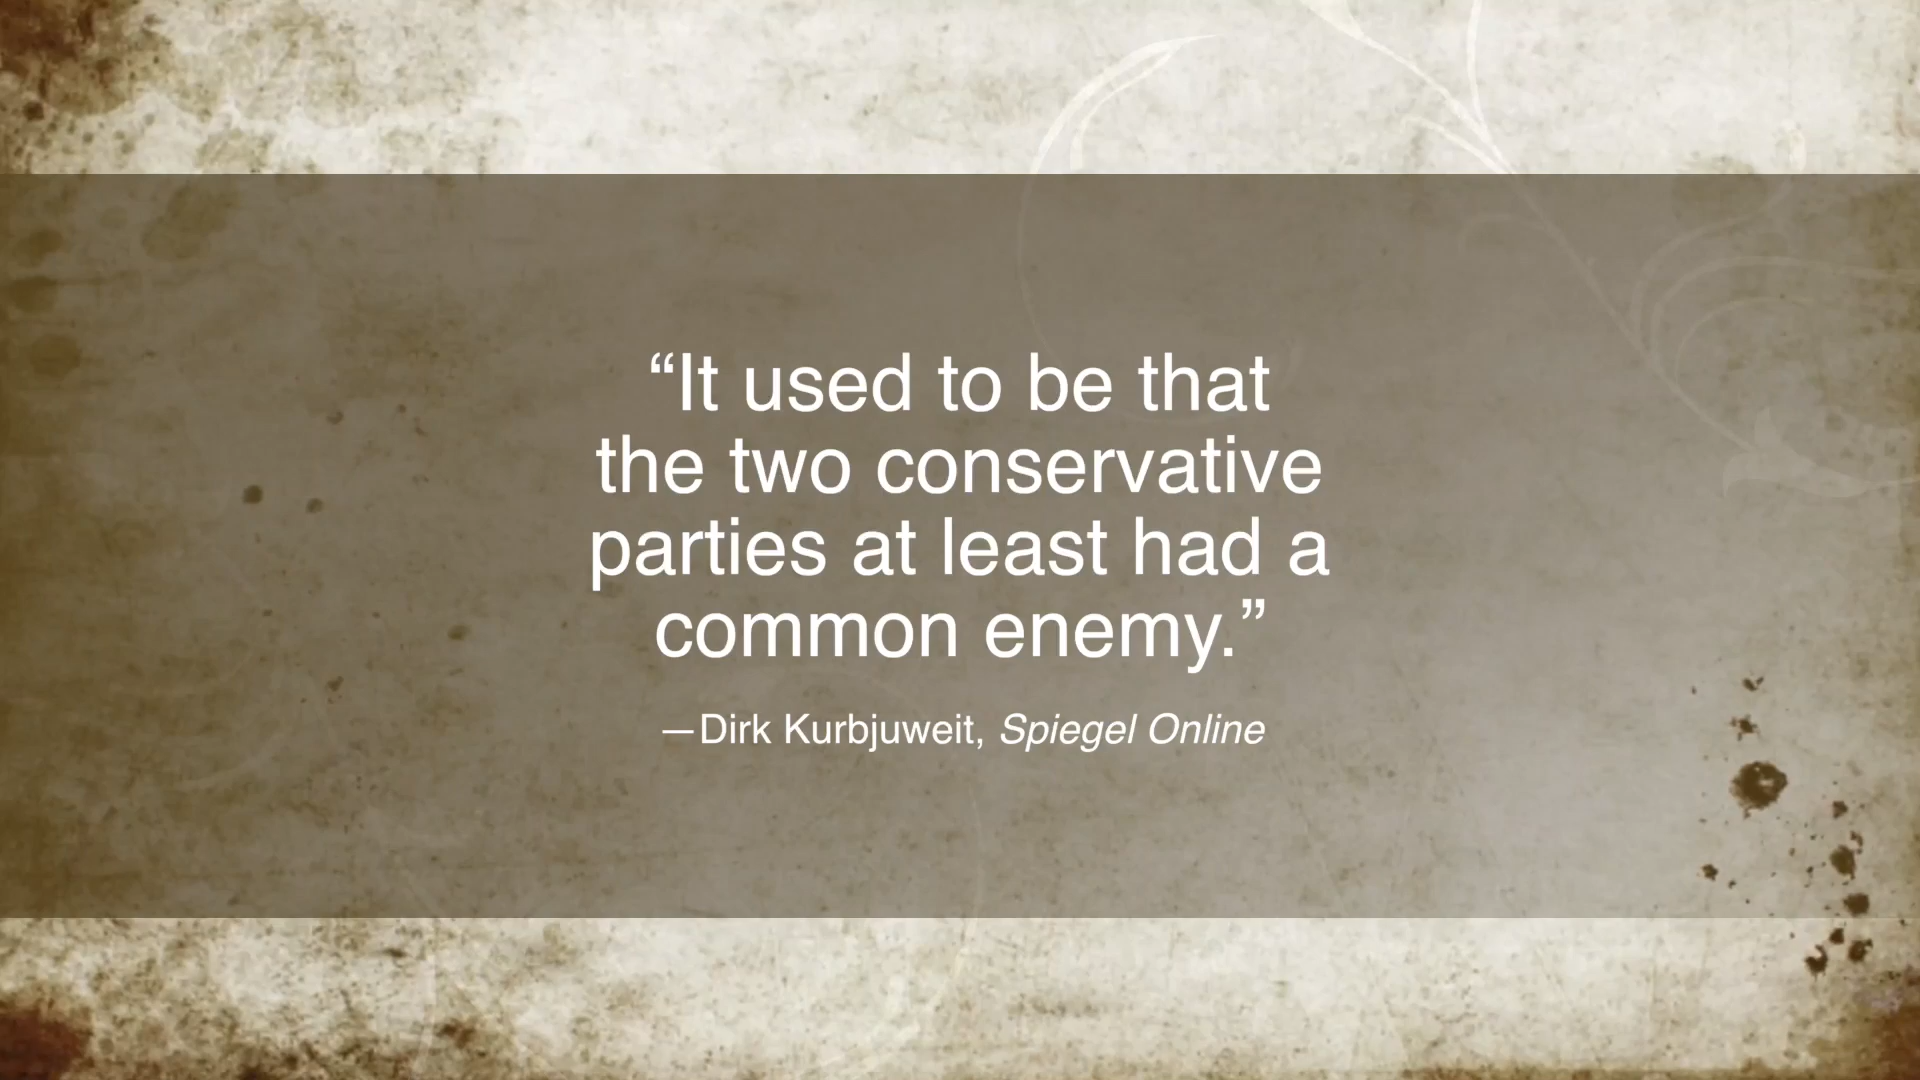 “It used to be that
the two conservative
parties at least had a
common enemy.”
—Dirk Kurbjuweit, Spiegel Online